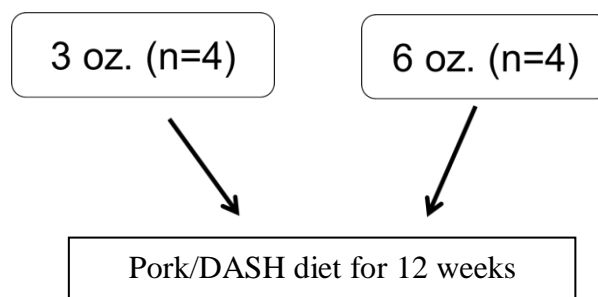 3 oz. (n=4)
6 oz. (n=4)
Pork/DASH diet for 12 weeks